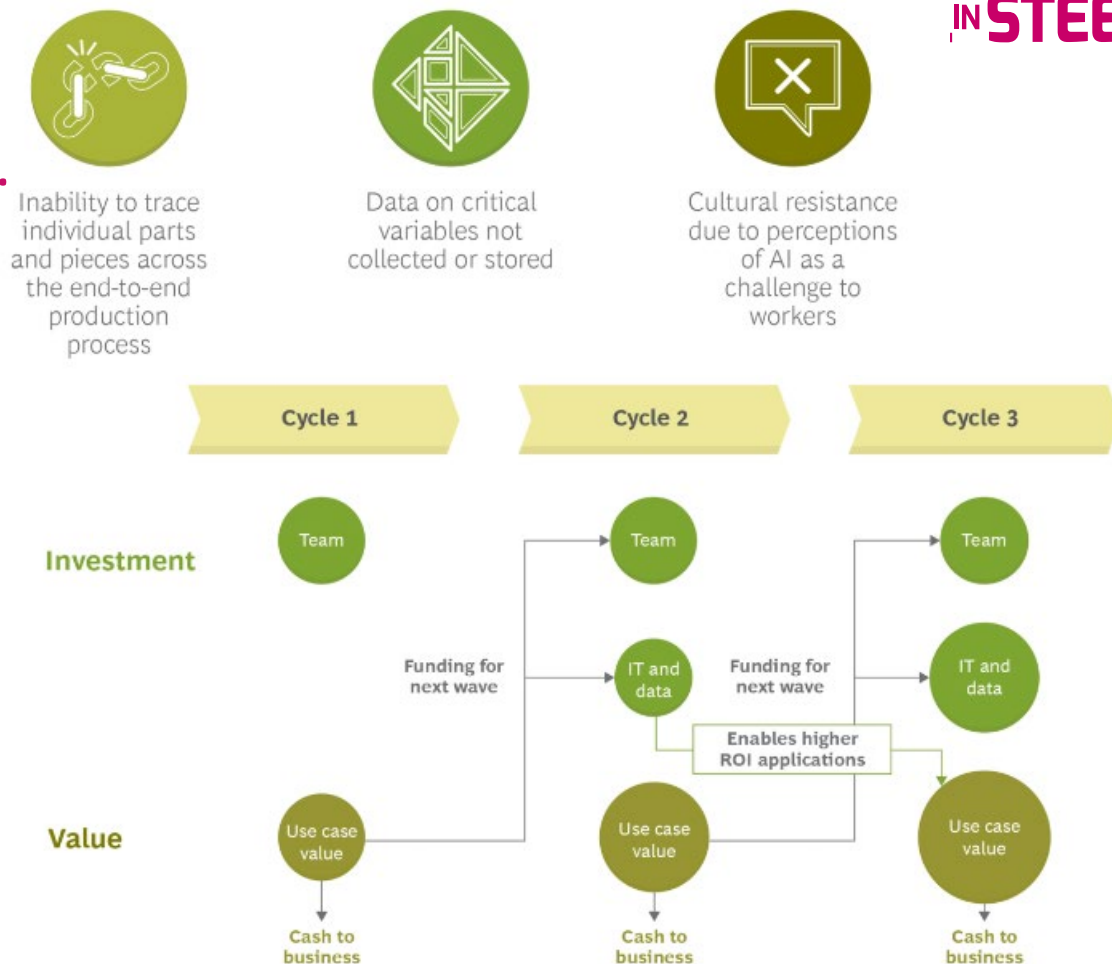 IN STEE
Inability to trace
individual parts
and pieces across
the end-to-end
production
process
Data on critical
variables not
collected or stored
Cultural resistance
due to perceptions
of AI as a
challenge to
workers
Cycle 1
Cycle 2
Cycle 3
Investment
Team
Team
Team
Funding for
next wave
IT and
data
Funding for
next wave
IT and
data
Enables higher
ROI applications
Value
Use case
value
Use case
value
Use case
value
Cash to
business
Cash to
business
Cash to
business